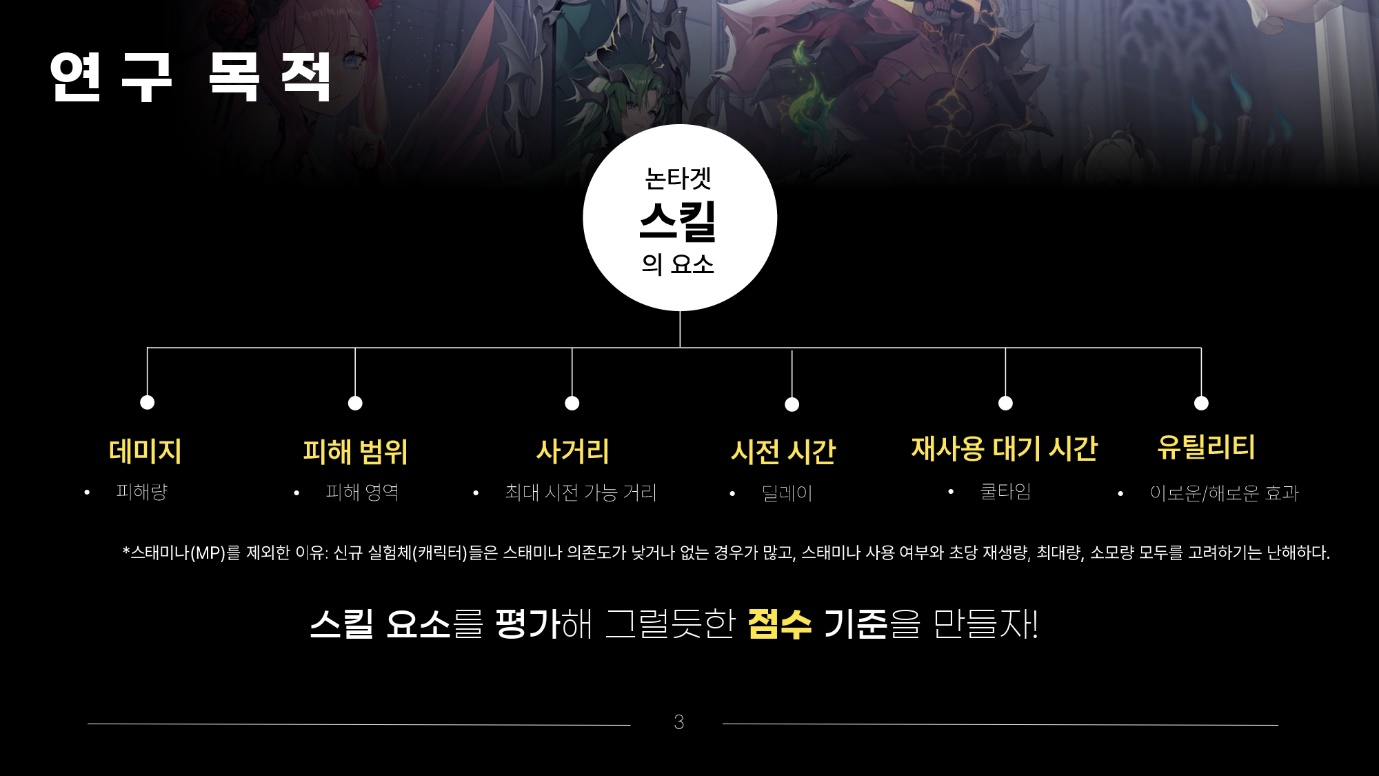 연구 목적
논타겟
스킬
의 요소
데미지
• 피해량
피해 범위
• 피해 영역
사거리
• 최대 시전 가능 거리
시전 시간
• 딜레이
재사용 대기 시간
• 쿨타임
유틸리티
• 이로운/해로운 효과
*스태미나(MP)를 제외한 이유: 신규 실험체(캐릭터)들은 스태미나 의존도가 낮거나 없는 경우가 많고, 스태미나 사용 여부와 초당 재생량, 최대량, 소모량 모두를 고려하기는 난해하다.
스킬 요소를 평가해 그럴듯한 점수 기준을 만들자!
3